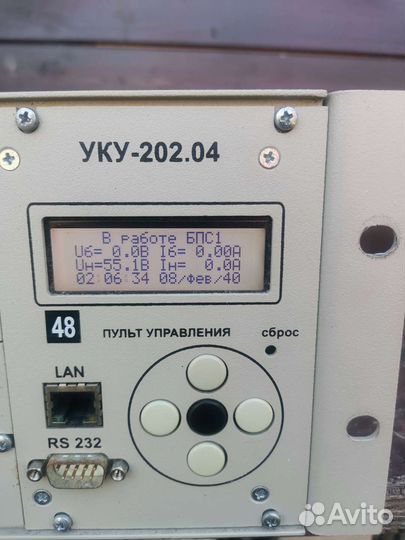 УКУ-202.04
В работе БПС1
Uб= 0.0В Iб= 0.00А
Uн=55.1В Iн= 0.0А
02:06:34 08/Фев/40
48 ПУЛЬТ УПРАВЛЕНИЯ сброс
LAN
RS 232
Avito